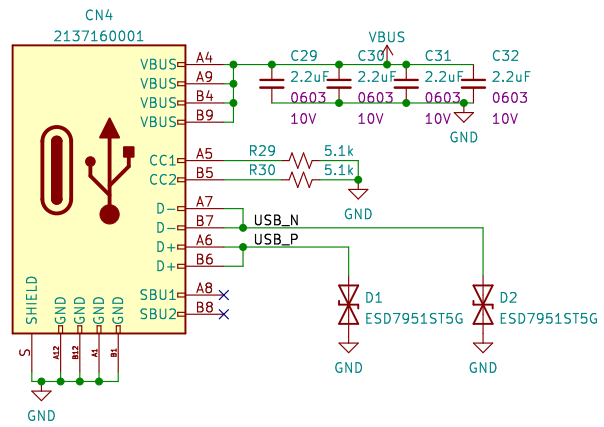 CN4
2137160001
VBUS A4
VBUS A9
VBUS B4
VBUS B9
CC1 A5
CC2 B5
D- A7
D- B7
D+ A6
D+ B6
SBU1 A8
SBU2 B8
SHIELD GND GND GND GND
S A12 B12 A1 B1
GND
VBUS
C29 C30 C31 C32
2.2uF 2.2uF 2.2uF 2.2uF
0603 0603 0603 0603
10V 10V 10V 10V
GND
R29 5.1k
R30 5.1k
GND
USB_N
USB_P
D1
ESD7951ST5G
GND
D2
ESD7951ST5G
GND